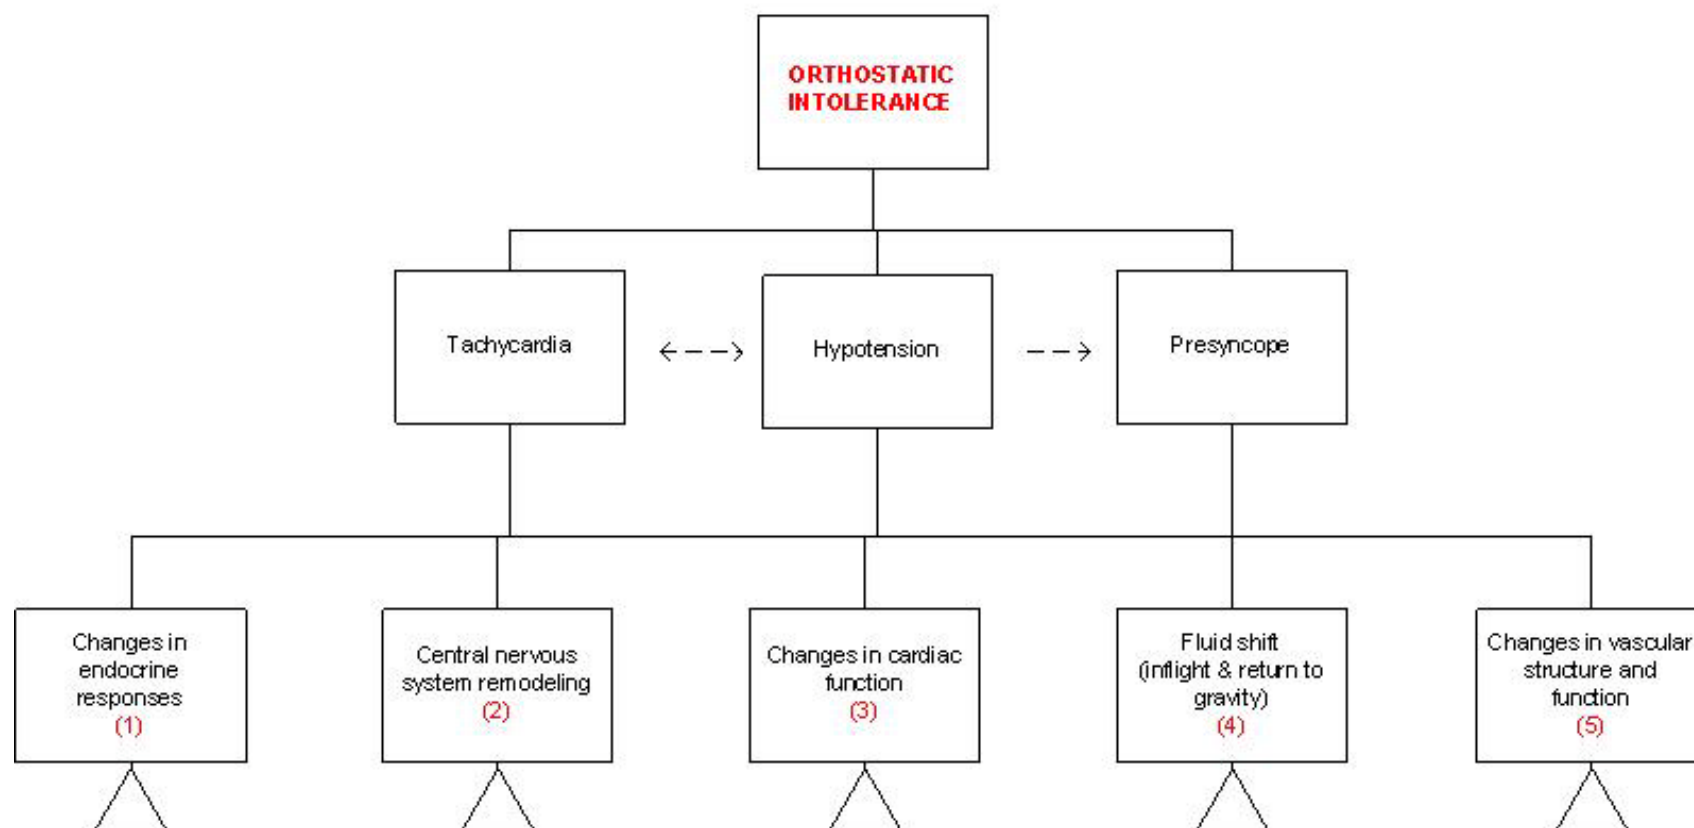 ORTHOSTATIC
INTOLERANCE
Tachycardia
Hypotension
Presyncope
Changes in
endocrine
responses
(1)
Central nervous
system remodeling
(2)
Changes in cardiac
function
(3)
Fluid shift
(inflight & return to
gravity)
(4)
Changes in vascular
structure and
function
(5)